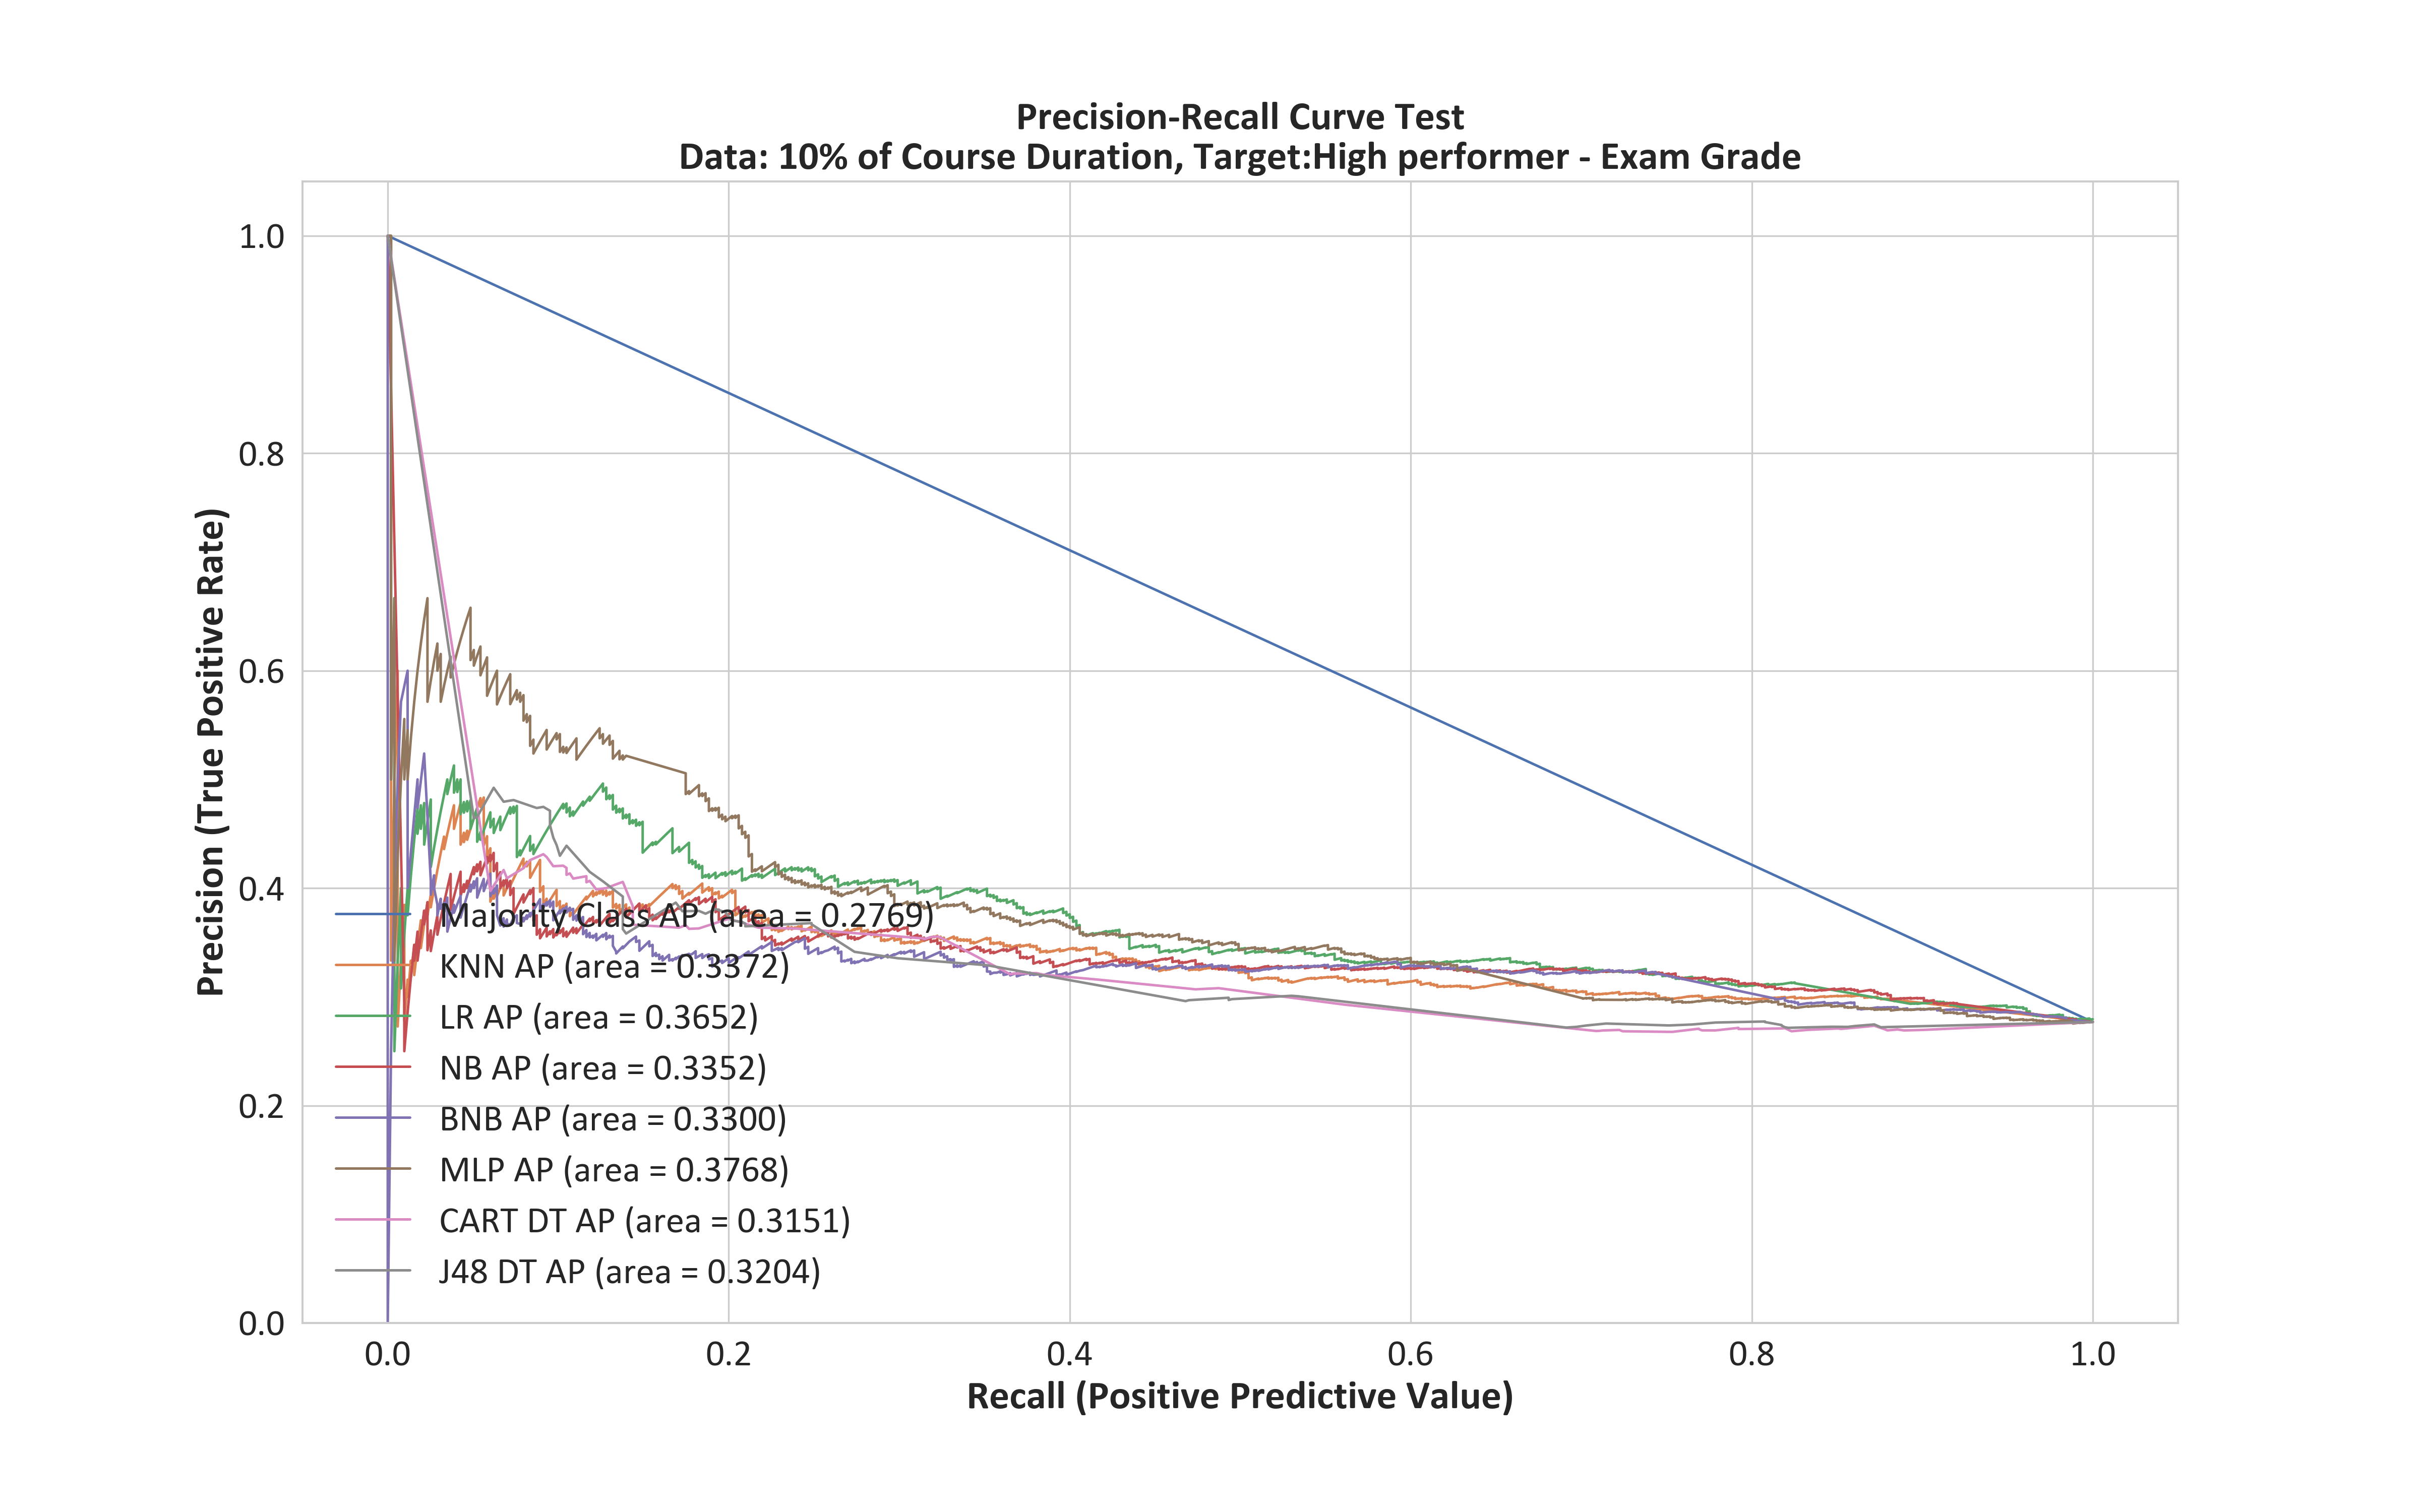 Precision-Recall Curve Test
Data: 10% of Course Duration, Target:High performer - Exam Grade
Precision (True Positive Rate)
1.0
0.8
0.6
0.4
0.2
0.0
Majority Class AP (area = 0.2769)
KNN AP (area = 0.3372)
LR AP (area = 0.3652)
NB AP (area = 0.3352)
BNB AP (area = 0.3300)
MLP AP (area = 0.3768)
CART DT AP (area = 0.3151)
J48 DT AP (area = 0.3204)
0.0 0.2 0.4 0.6 0.8 1.0
Recall (Positive Predictive Value)